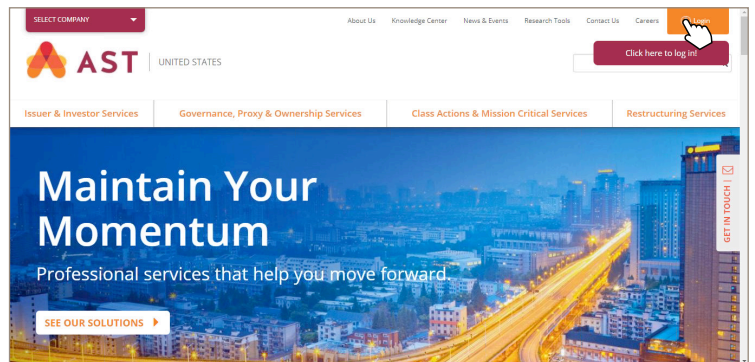 SELECT COMPANY
About Us Knowledge Center News & Events Research Tools Contact Us Careers Login
Click here to log in!
AST UNITED STATES
Issuer & Investor Services Governance, Proxy & Ownership Services Class Actions & Mission Critical Services Restructuring Services
Maintain Your
Momentum
Professional services that help you move forward.
SEE OUR SOLUTIONS
GET IN TOUCH |